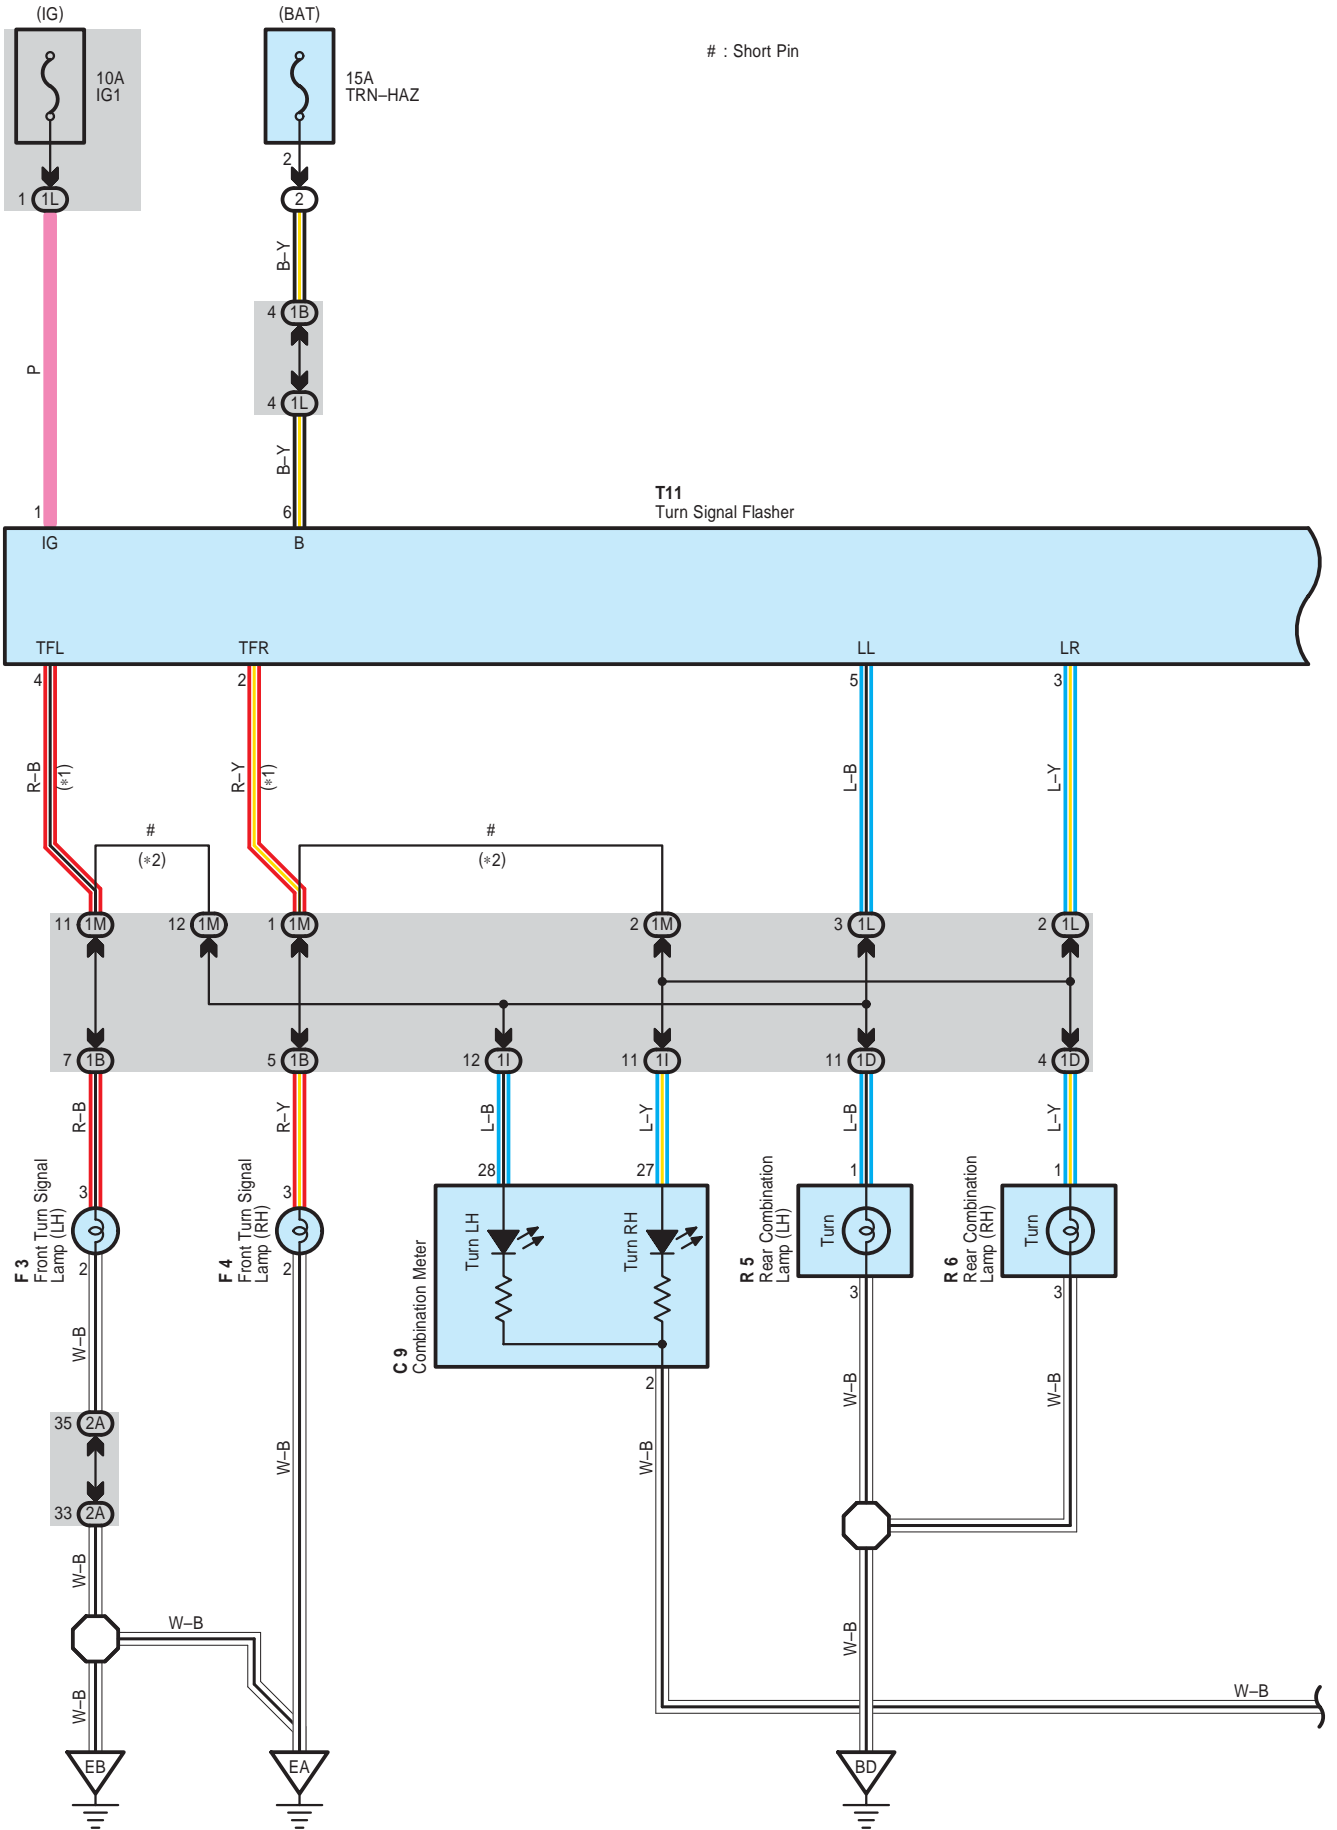 (IG)
(BAT)
# : Short Pin
10A
IG1
15A
TRN–HAZ
2
1 1L
2
B–Y
4 1B
P
4 1L
B–Y
T11
Turn Signal Flasher
1
6
IG
B
TFL
TFR
LL
LR
4
2
5
3
R–B
(∗1)
R–Y
(∗1)
L–B
L–Y
#
(∗2)
#
(∗2)
11 1M
12 1M
1 1M
2 1M
3 1L
2 1L
7 1B
5 1B
12 1I
11 1I
11 1D
4 1D
R–B
R–Y
L–B
L–Y
L–B
L–Y
3
3
28
27
1
1
F 3
Front Turn Signal
Lamp (LH)
F 4
Front Turn Signal
Lamp (RH)
C 9
Combination Meter
Turn LH
Turn RH
R 5
Rear Combination
Lamp (LH)
Turn
R 6
Rear Combination
Lamp (RH)
Turn
2
2
3
3
W–B
2
W–B
W–B
35 2A
W–B
W–B
33 2A
W–B
W–B
W–B
W–B
W–B
EB
EA
BD